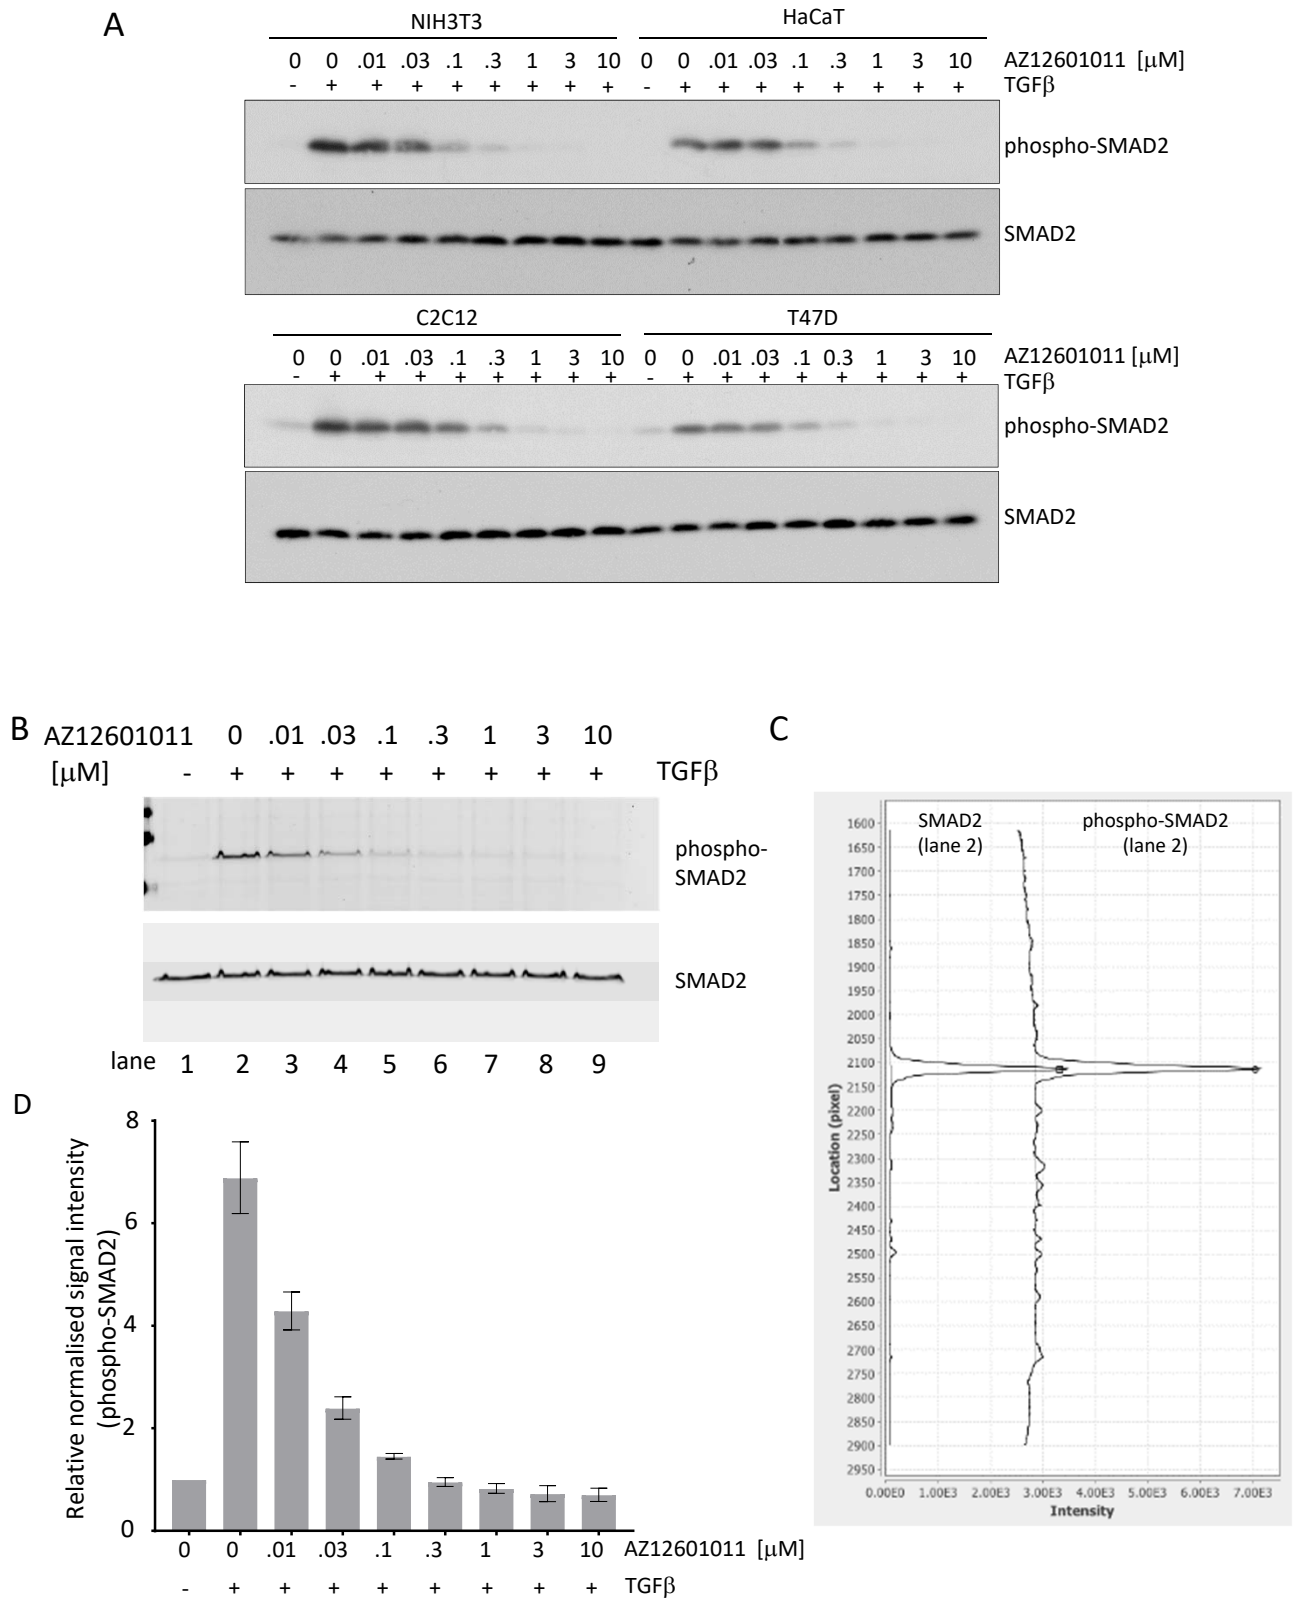 A
NIH3T3 HaCaT
0 0 .01 .03 .1 .3 1 3 10 0 0 .01 .03 .1 .3 1 3 10 AZ12601011 [μM]
- + + + + + + + + - + + + + + + + + TGFβ
phospho-SMAD2
SMAD2
C2C12 T47D
0 0 .01 .03 .1 .3 1 3 10 0 0 .01 .03 .1 0.3 1 3 10 AZ12601011 [μM]
- + + + + + + + + - + + + + + + + + TGFβ
phospho-SMAD2
SMAD2
B
AZ12601011 0 .01 .03 .1 .3 1 3 10
[μM] - + + + + + + + + TGFβ
phospho-
SMAD2
SMAD2
lane 1 2 3 4 5 6 7 8 9
C
SMAD2
(lane 2)
phospho-SMAD2
(lane 2)
1600
1650
1700
1750
1800
1850
1900
1950
2000
2050
2100
2150
2200
2250
2300
2350
2400
2450
2500
2550
2600
2650
2700
2750
2800
2850
2900
2950
Location (pixel)
0.00E0 1.00E3 2.00E3 3.00E3 4.00E3 5.00E3 6.00E3 7.00E3
Intensity
D
Relative normalised signal intensity
(phospho-SMAD2)
8
6
4
2
0
0 0 .01 .03 .1 .3 1 3 10 AZ12601011 [μM]
- + + + + + + + + TGFβ